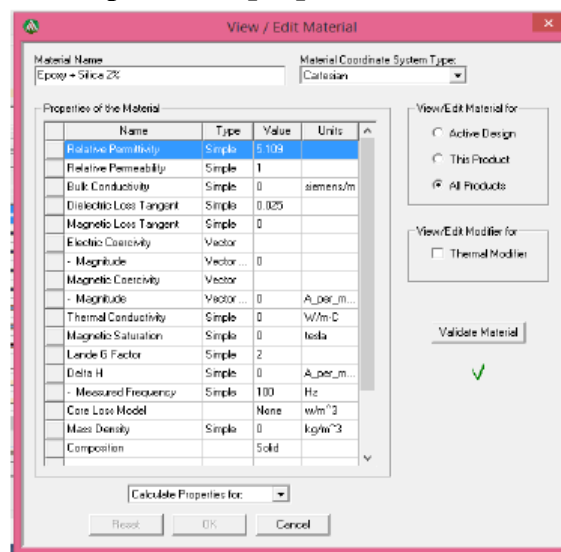 View / Edit Material
Material Name
Material Coordinate System Type:
Epoxy + Silica 2%
Cartesian
Properties of the Material
View/Edit Material for
Name Type Value Units
Active Design
Relative Permittivity Simple 5.109
Relative Permeability Simple 1
This Product
Bulk Conductivity Simple 0 siemens/m
All Products
Dielectric Loss Tangent Simple 0.025
Magnetic Loss Tangent Simple 0
Electric Coercivity Vector
View/Edit Modifier for
- Magnitude Vector ... 0
Thermal Modifier
Magnetic Coercivity Vector
- Magnitude Vector ... 0 A_per_m...
Thermal Conductivity Simple 0 W/m-C
Magnetic Saturation Simple 0 tesla
Validate Material
Lande G Factor Simple 2
Delta H Simple 0 A_per_m...
- Measured Frequency Simple 100 Hz
Core Loss Model None w/m^3
Mass Density Simple 0 kg/m^3
Composition Solid
Calculate Properties for:
Reset OK Cancel